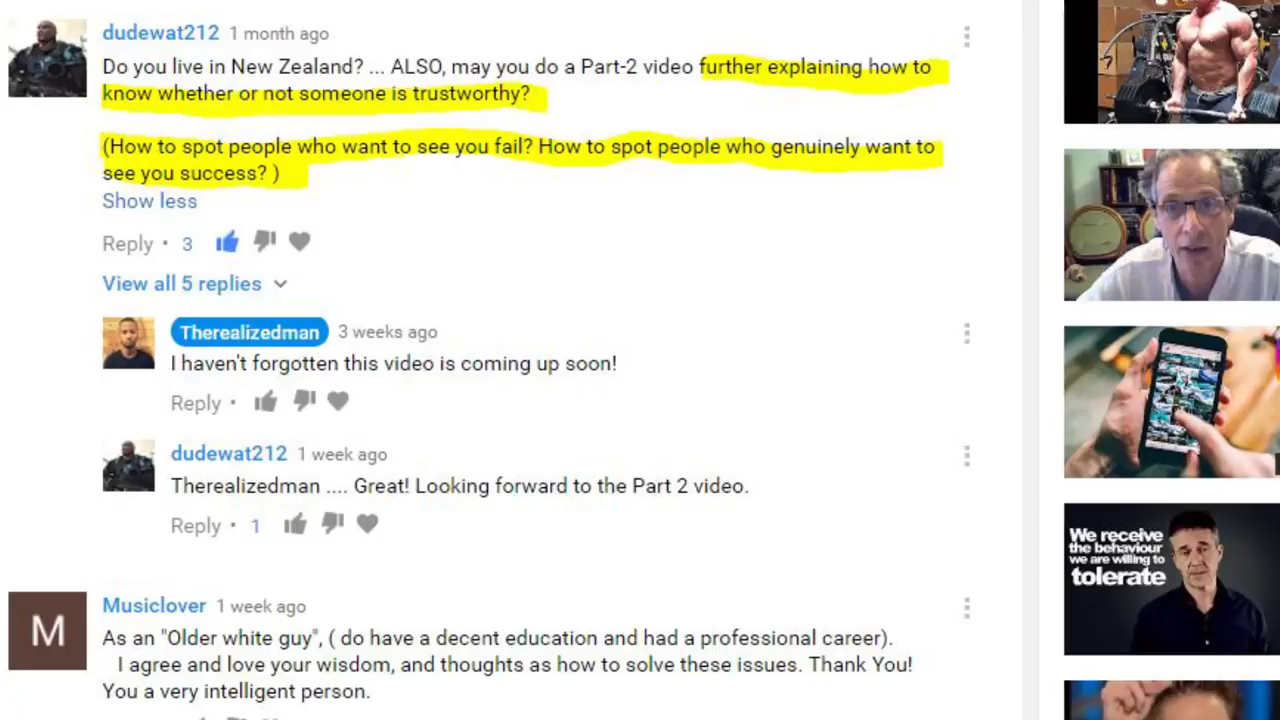 dudewat212 1 month ago
Do you live in New Zealand? ... ALSO, may you do a Part-2 video further explaining how to
know whether or not someone is trustworthy?
(How to spot people who want to see you fail? How to spot people who genuinely want to
see you success? )
Show less
Reply • 3
View all 5 replies
Therealizedman 3 weeks ago
I haven't forgotten this video is coming up soon!
Reply •
dudewat212 1 week ago
Therealizedman .... Great! Looking forward to the Part 2 video.
Reply • 1
M
Musiclover 1 week ago
As an "Older white guy", ( do have a decent education and had a professional career).
I agree and love your wisdom, and thoughts as how to solve these issues. Thank You!
You a very intelligent person.
We receive
the behaviour
we are willing to
tolerate